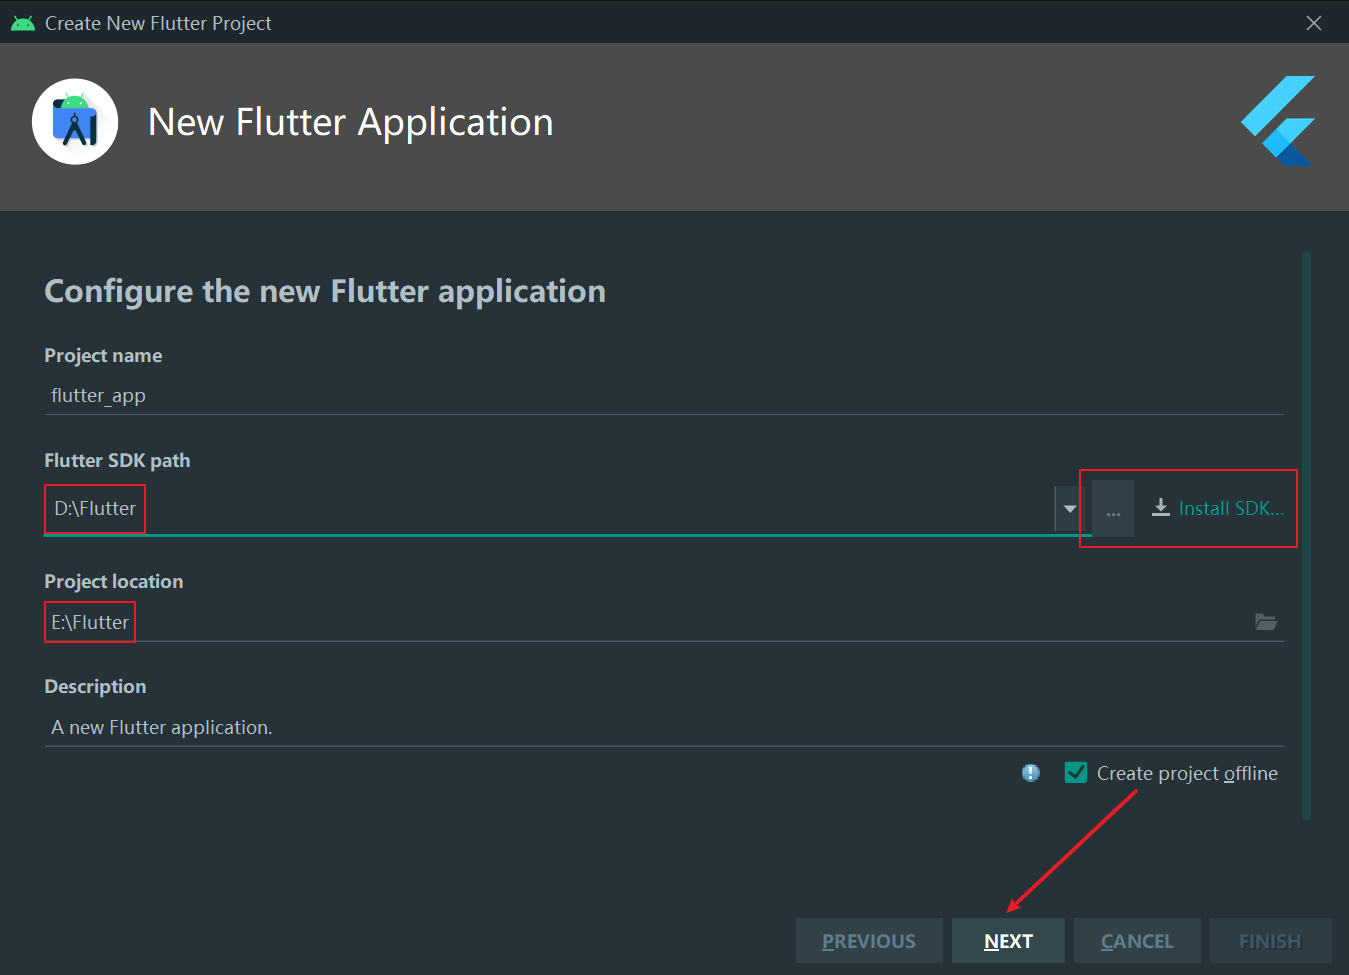 Create New Flutter Project
New Flutter Application
Configure the new Flutter application
Project name
flutter_app
Flutter SDK path
D:\Flutter
... Install SDK...
Project location
E:\Flutter
Description
A new Flutter application.
Create project offline
PREVIOUS NEXT CANCEL FINISH